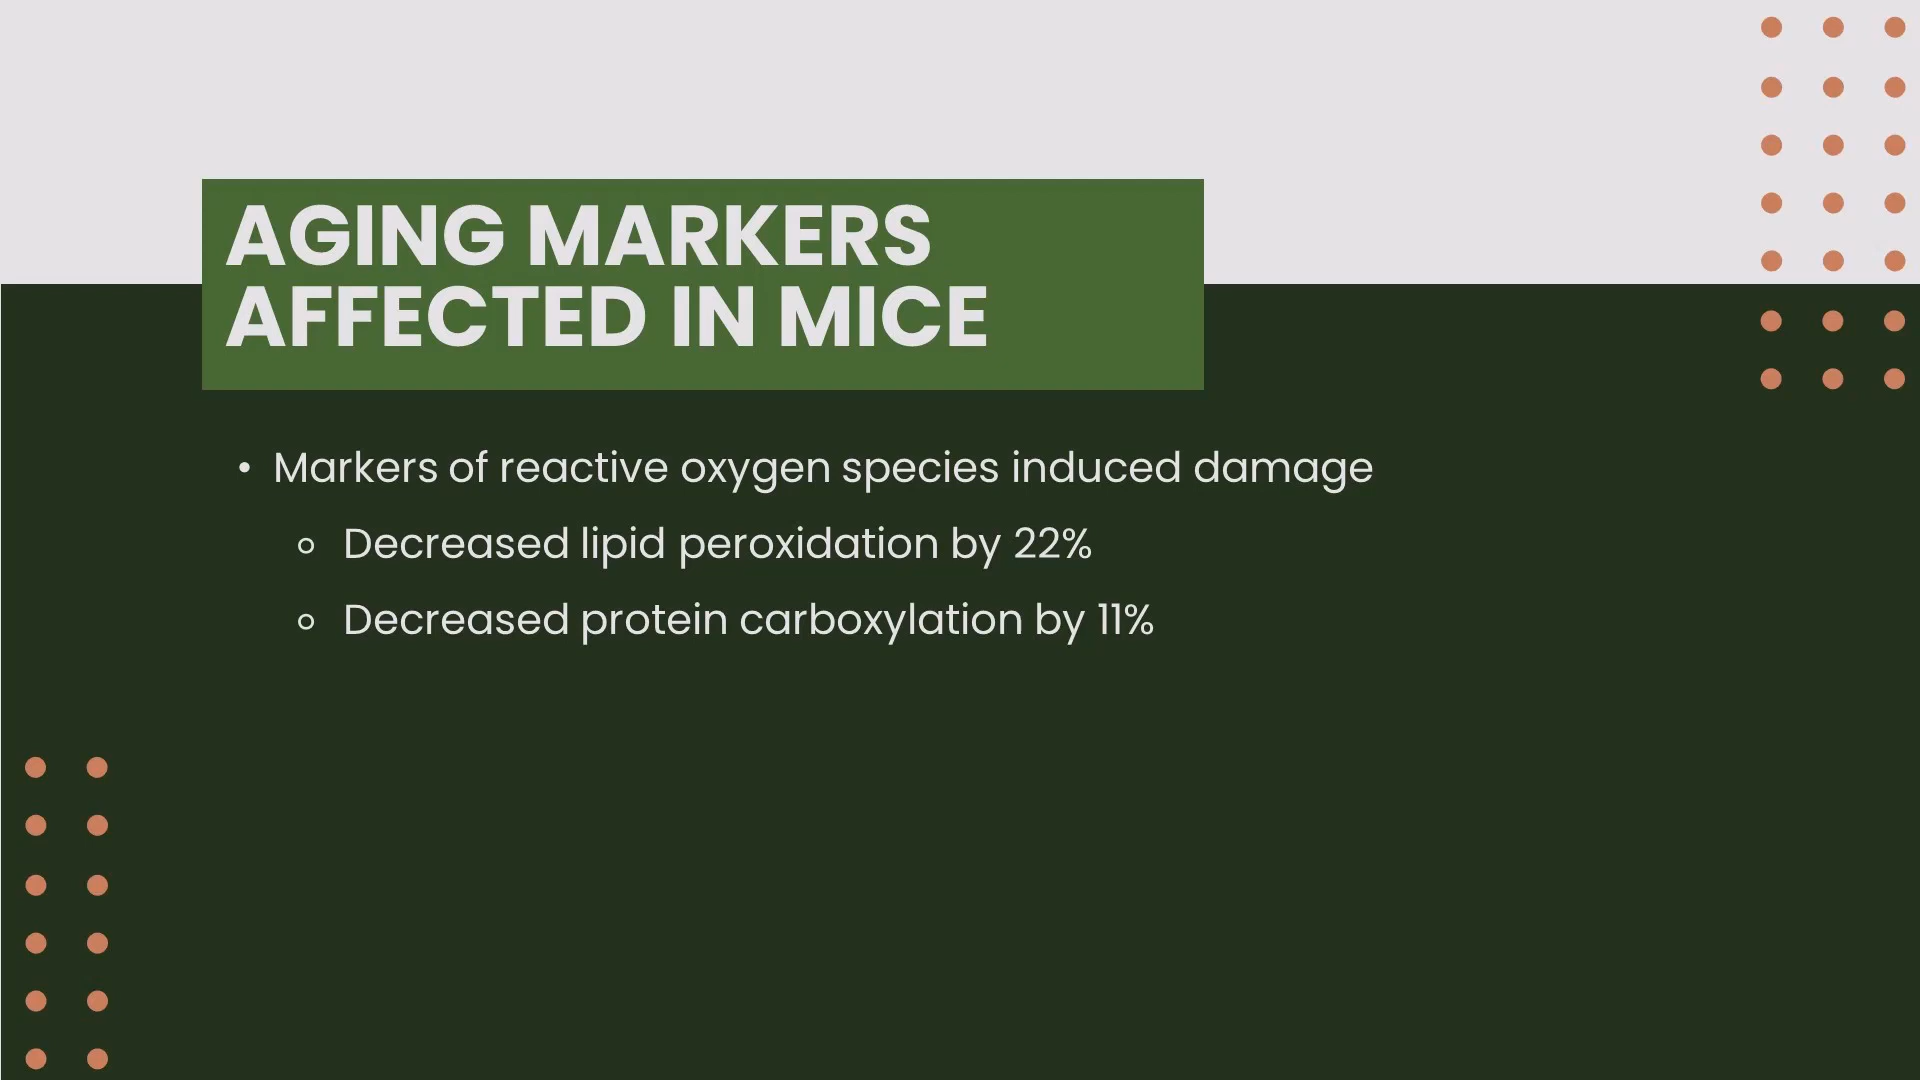 AGING MARKERS
AFFECTED IN MICE
• Markers of reactive oxygen species induced damage
○ Decreased lipid peroxidation by 22%
○ Decreased protein carboxylation by 11%